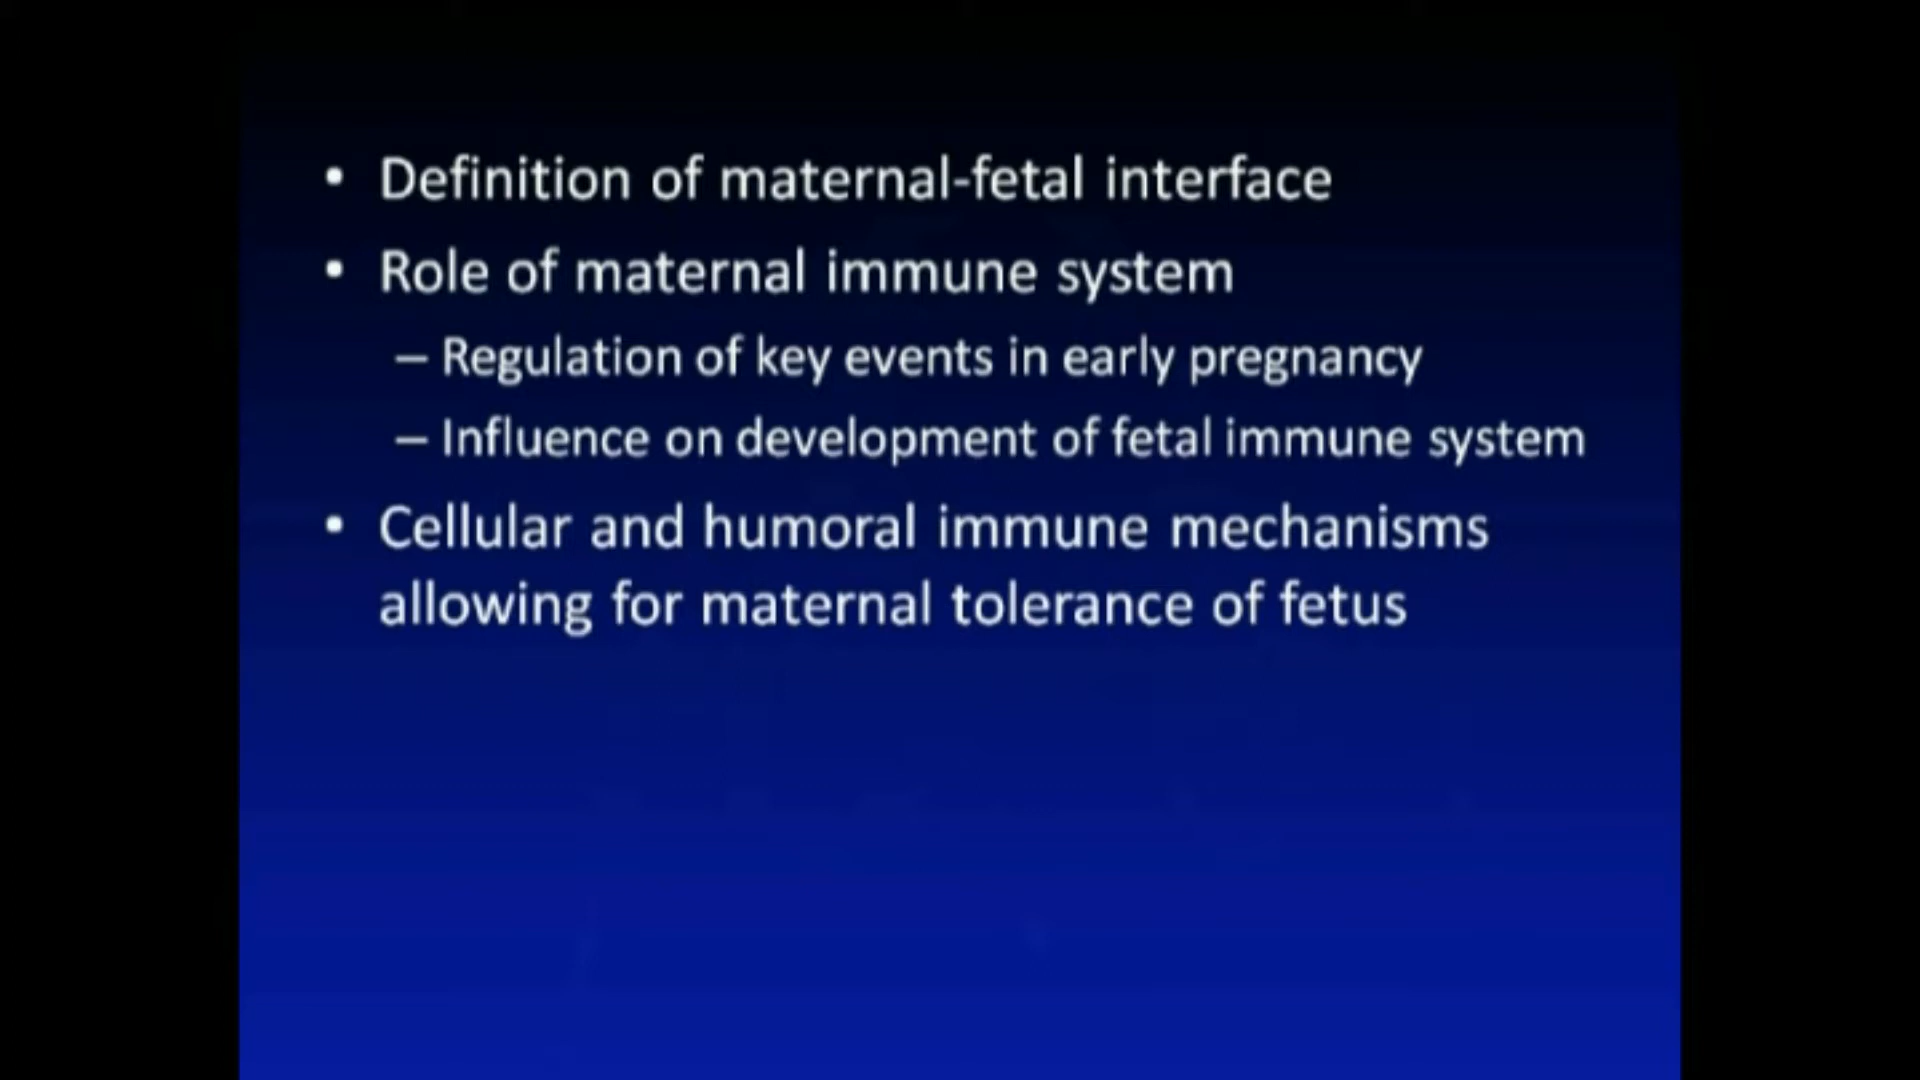 • Definition of maternal-fetal interface
• Role of maternal immune system
– Regulation of key events in early pregnancy
– Influence on development of fetal immune system
• Cellular and humoral immune mechanisms
allowing for maternal tolerance of fetus